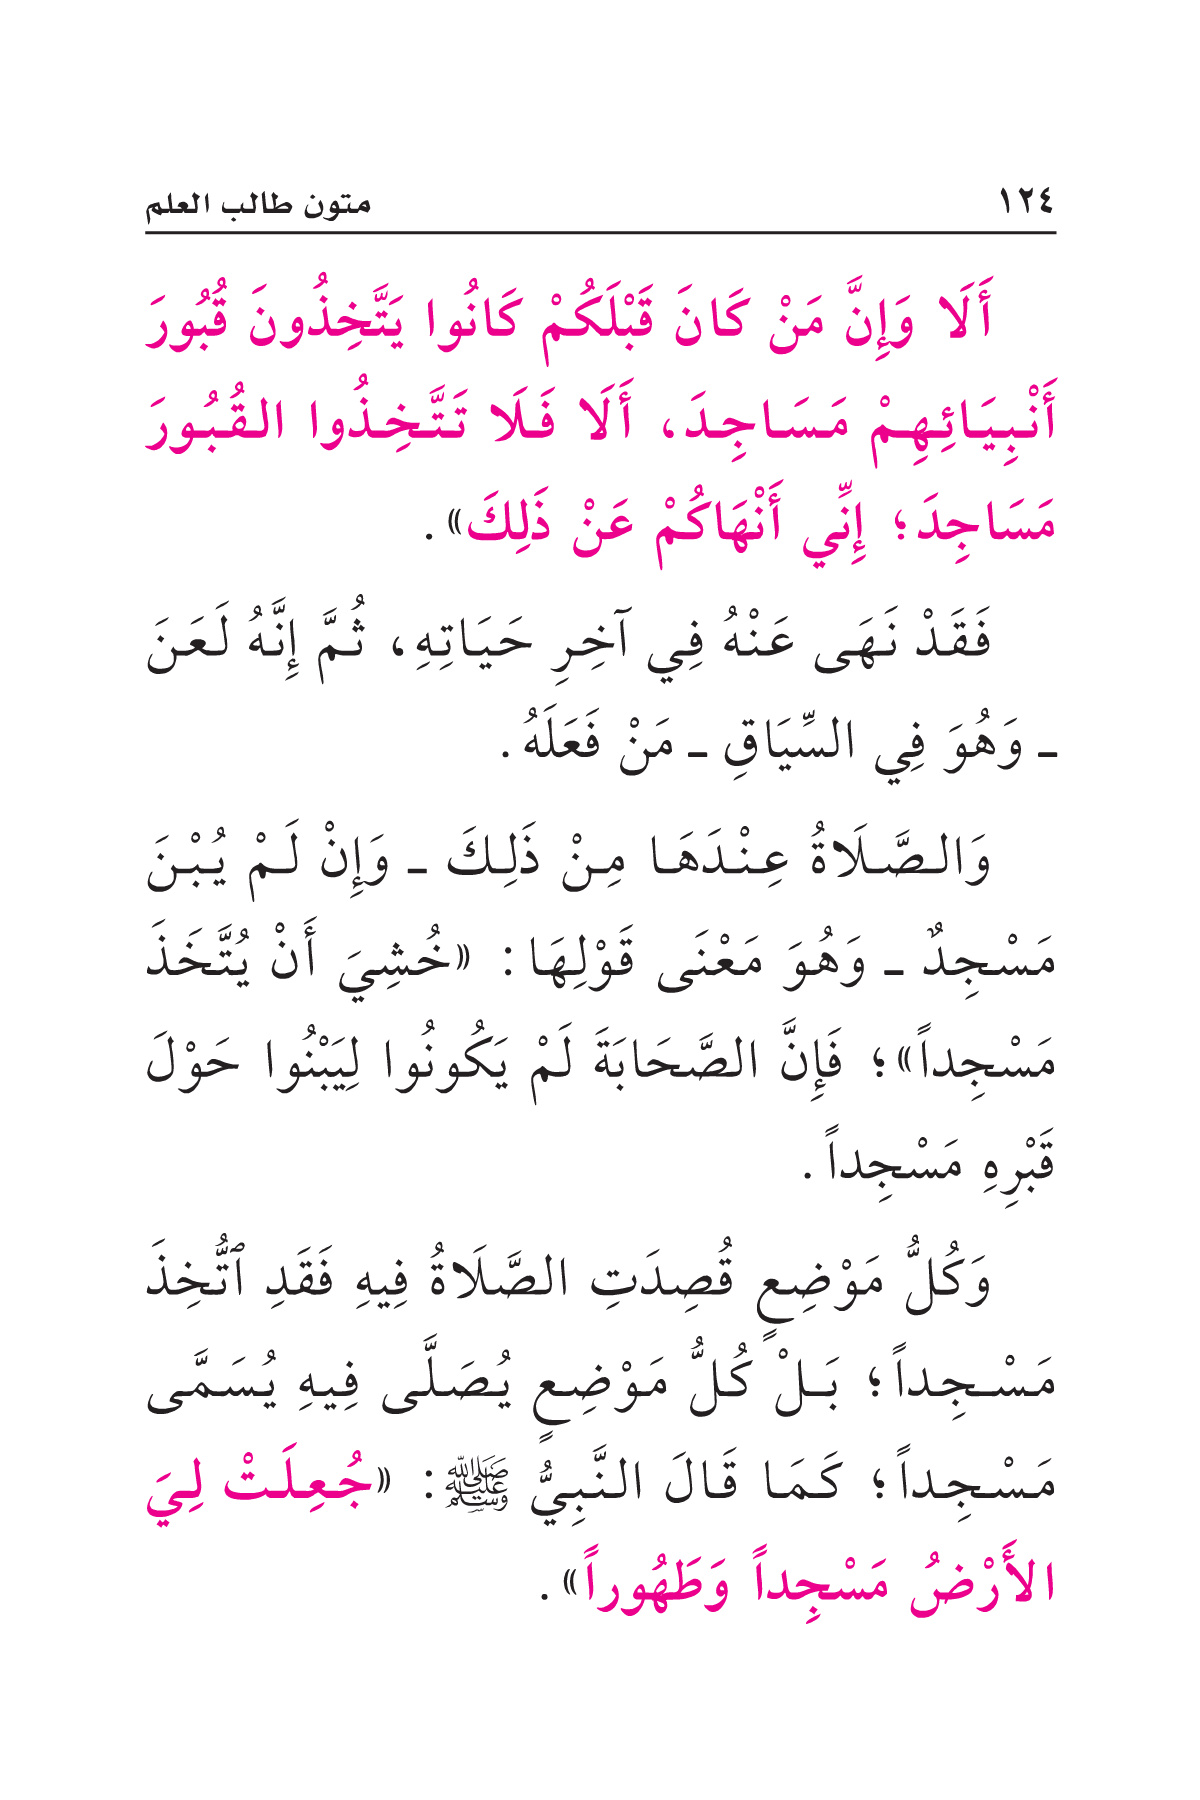 ١٢٤ متون طالب العلم
أَلَا وَإِنَّ مَنْ كَانَ قَبْلَكُمْ كَانُوا يَتَّخِذُونَ قُبُورَ
أَنْبِيَائِهِمْ مَسَاجِدَ، أَلَا فَلَا تَتَّخِذُوا القُبُورَ
مَسَاجِدَ؛ إِنِّي أَنْهَاكُمْ عَنْ ذَلِكَ».
فَقَدْ نَهَى عَنْهُ فِي آخِرِ حَيَاتِهِ، ثُمَّ إِنَّهُ لَعَنَ
ـ وَهُوَ فِي السِّيَاقِ ـ مَنْ فَعَلَهُ.
وَالصَّلَاةُ عِنْدَهَا مِنْ ذَلِكَ ـ وَإِنْ لَمْ يُبْنَ
مَسْجِدٌ ـ وَهُوَ مَعْنَى قَوْلِهَا: «خُشِيَ أَنْ يُتَّخَذَ
مَسْجِداً»؛ فَإِنَّ الصَّحَابَةَ لَمْ يَكُونُوا لِيَبْنُوا حَوْلَ
قَبْرِهِ مَسْجِداً.
وَكُلُّ مَوْضِعٍ قُصِدَتِ الصَّلَاةُ فِيهِ فَقَدِ ٱتُّخِذَ
مَسْجِداً؛ بَلْ كُلُّ مَوْضِعٍ يُصَلَّى فِيهِ يُسَمَّى
مَسْجِداً؛ كَمَا قَالَ النَّبِيُّ ﷺ: «جُعِلَتْ لِيَ
الأَرْضُ مَسْجِداً وَطَهُوراً».